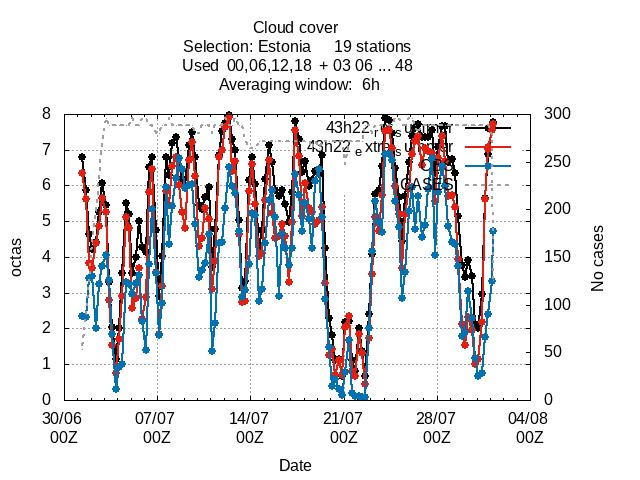 Cloud cover
Selection: Estonia 19 stations
Used 00,06,12,18 + 03 06 ... 48
Averaging window: 6h
8 300
7 250
6 200
5
4 150
3 100
2 50
1
0 0
octas
No cases
43h22
43h22
CASES
30/06 07/07 14/07 21/07 28/07 04/08
00Z 00Z 00Z 00Z 00Z 00Z
Date